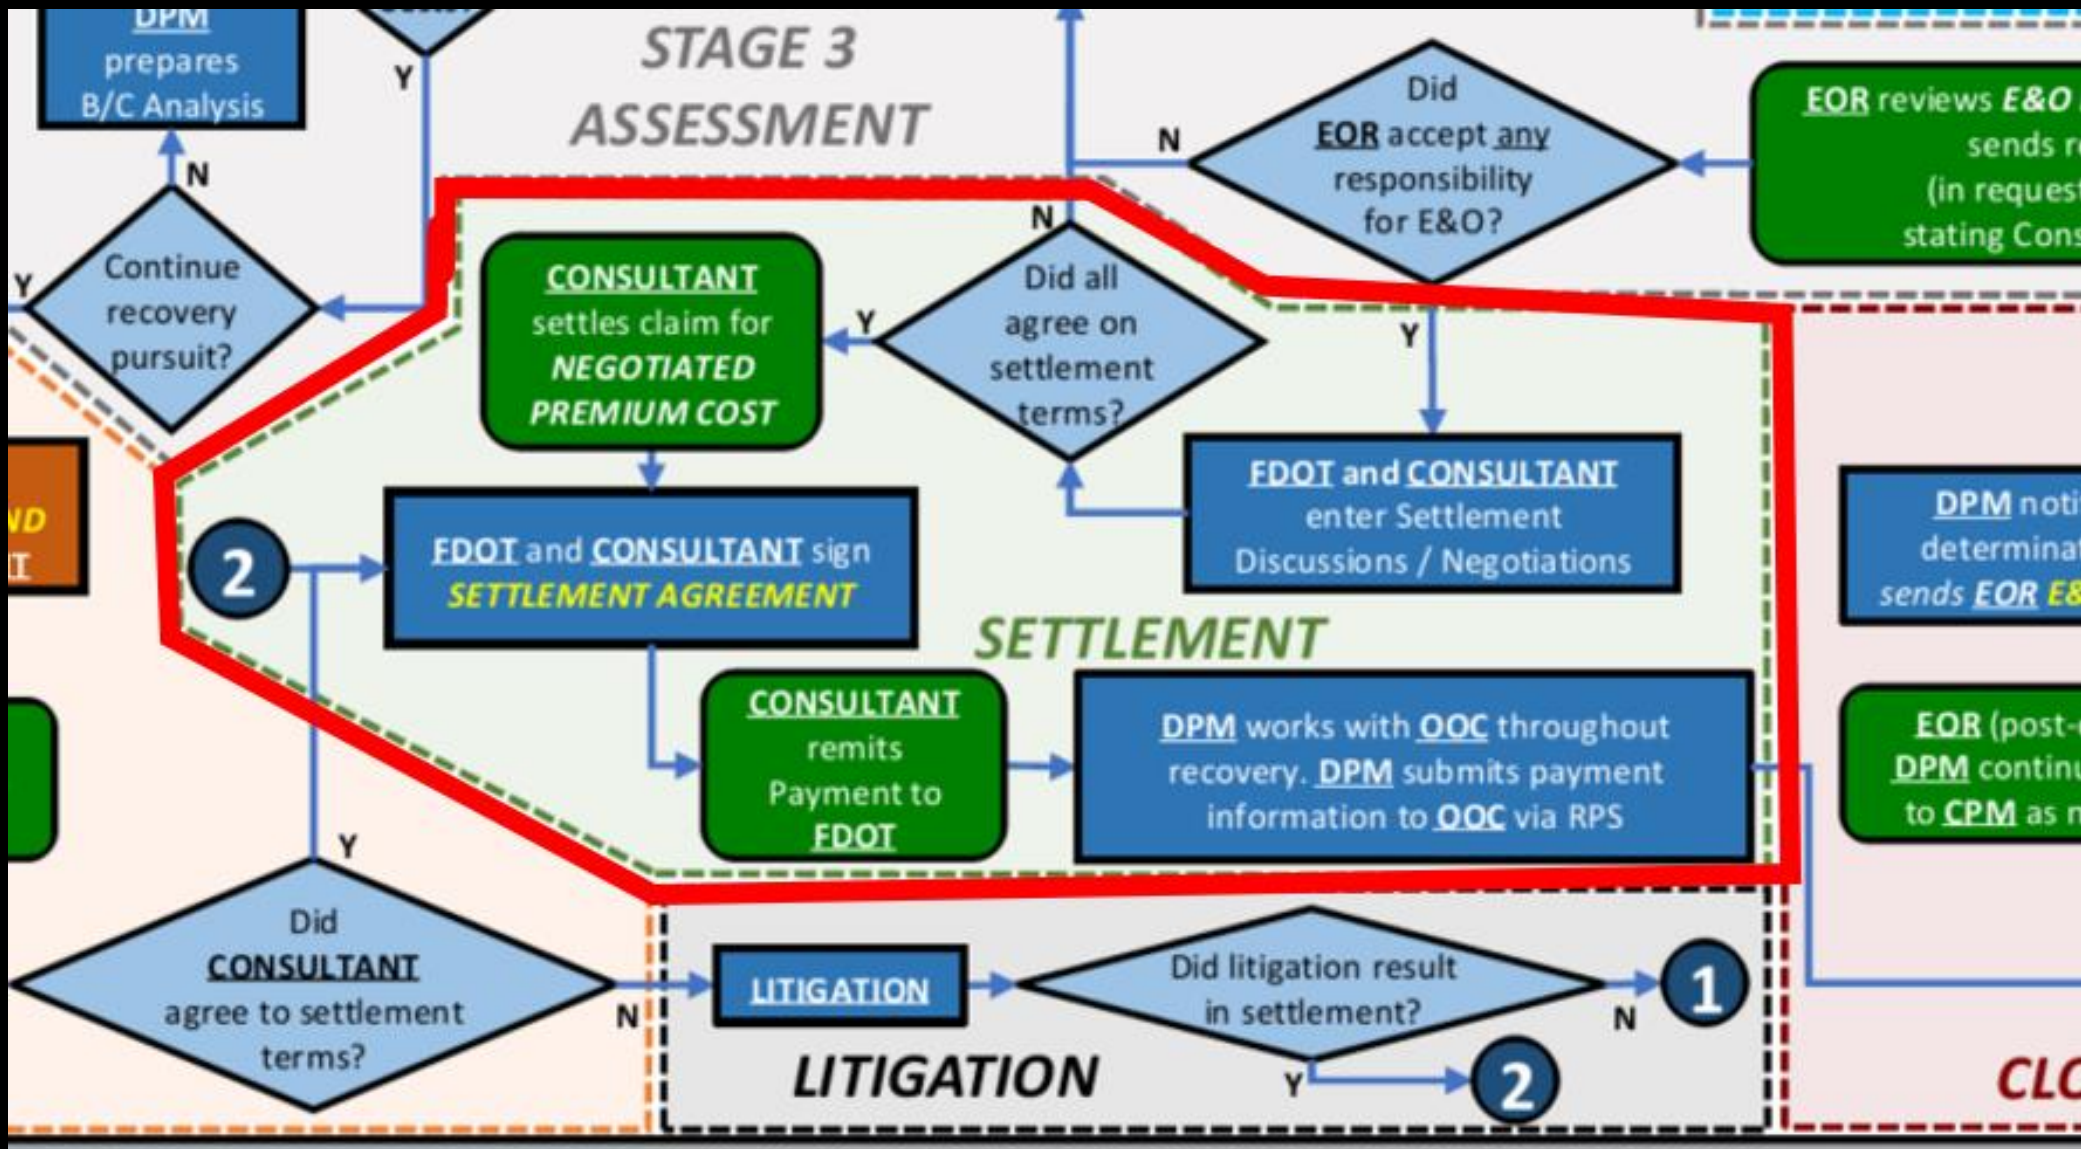 DPM
prepares
B/C Analysis
Y
STAGE 3
ASSESSMENT
N
Did
EOR accept any
responsibility
for E&O?
EOR reviews E&O
sends
(in request
stating
N
Continue
recovery
pursuit?
Y
CONSULTANT
settles claim for
NEGOTIATED
PREMIUM COST
Y
N
Did all
agree on
settlement
terms?
Y
FDOT and CONSULTANT
enter Settlement
Discussions / Negotiations
2
FDOT and CONSULTANT sign
SETTLEMENT AGREEMENT
SETTLEMENT
CONSULTANT
remits
Payment to
FDOT
DPM works with OOC throughout
recovery. DPM submits payment
information to OOC via RPS
DPM
sends EOR
EOR (post-
DPM
to CPM as
Y
Did
CONSULTANT
agree to settlement
terms?
N
LITIGATION
Did litigation result
in settlement?
N
1
Y
2
LITIGATION